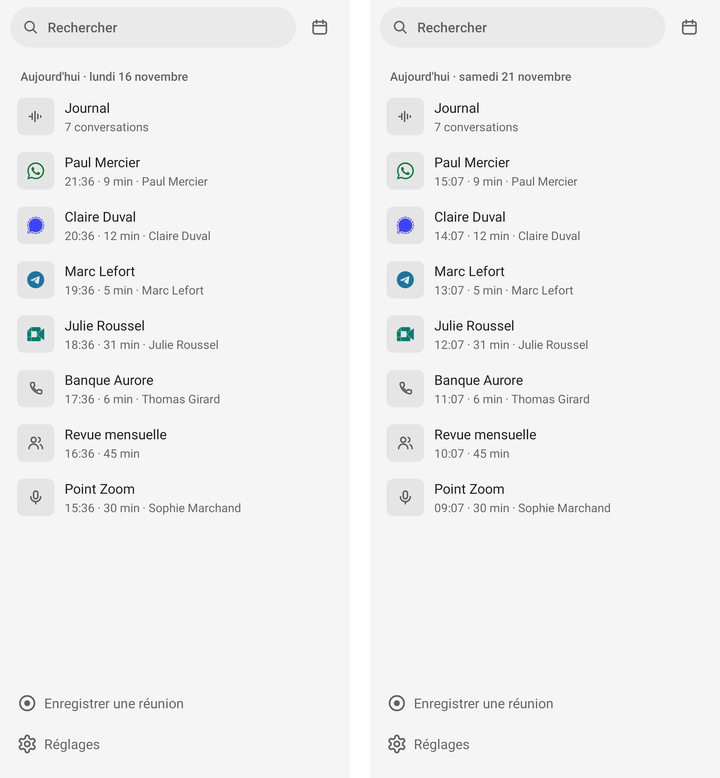 Rechercher
Aujourd'hui · lundi 16 novembre
Journal
7 conversations
Paul Mercier
21:36 · 9 min · Paul Mercier
Claire Duval
20:36 · 12 min · Claire Duval
Marc Lefort
19:36 · 5 min · Marc Lefort
Julie Roussel
18:36 · 31 min · Julie Roussel
Banque Aurore
17:36 · 6 min · Thomas Girard
Revue mensuelle
16:36 · 45 min
Point Zoom
15:36 · 30 min · Sophie Marchand
Enregistrer une réunion
Réglages
Rechercher
Aujourd'hui · samedi 21 novembre
Journal
7 conversations
Paul Mercier
15:07 · 9 min · Paul Mercier
Claire Duval
14:07 · 12 min · Claire Duval
Marc Lefort
13:07 · 5 min · Marc Lefort
Julie Roussel
12:07 · 31 min · Julie Roussel
Banque Aurore
11:07 · 6 min · Thomas Girard
Revue mensuelle
10:07 · 45 min
Point Zoom
09:07 · 30 min · Sophie Marchand
Enregistrer une réunion
Réglages